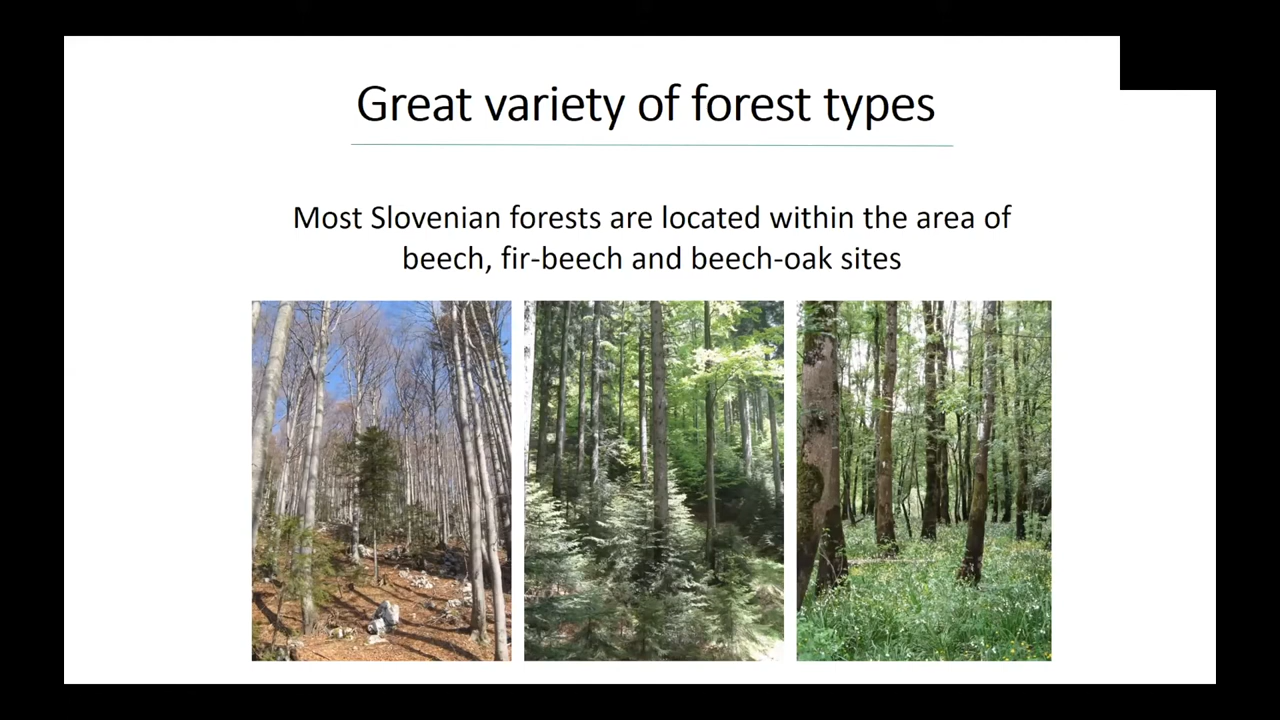 Great variety of forest types
Most Slovenian forests are located within the area of
beech, fir-beech and beech-oak sites